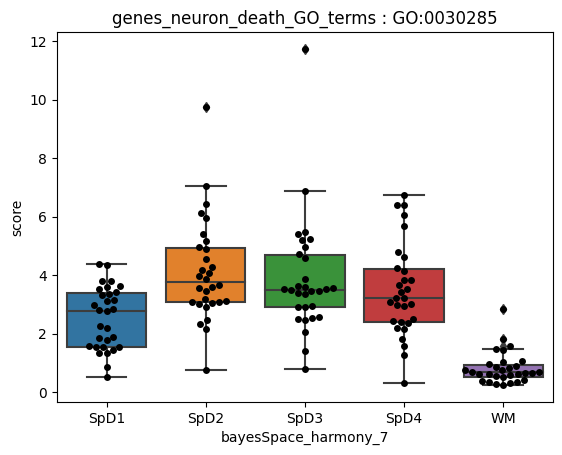 genes_neuron_death_GO_terms : GO:0030285
12
10
8
6
4
2
0
score
SpD1 SpD2 SpD3 SpD4 WM
bayesSpace_harmony_7